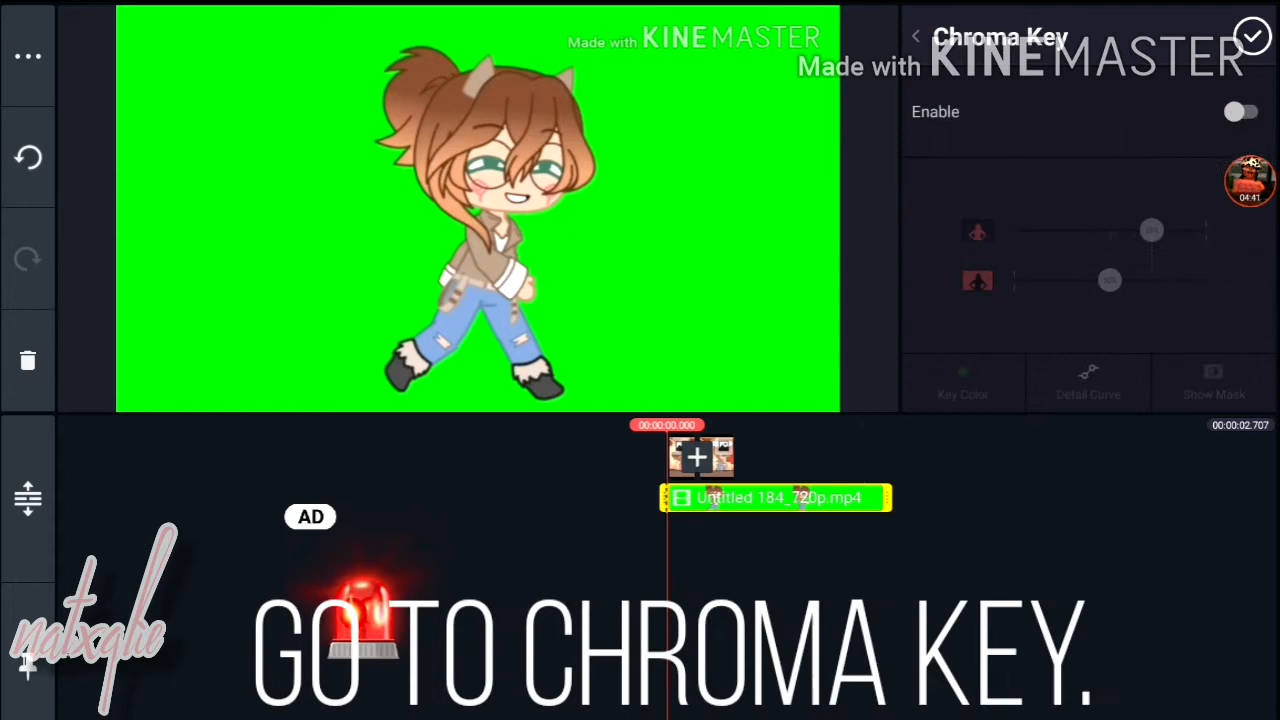 Made with KINEMASTER
Chroma Key
Made with KINEMASTER
Enable
04:41
Key Color
Detail Curve
Show Mask
00:00:00.000
00:00:02.707
Untitled 184_720p.mp4
AD
natxqlie
GO TO CHROMA KEY.